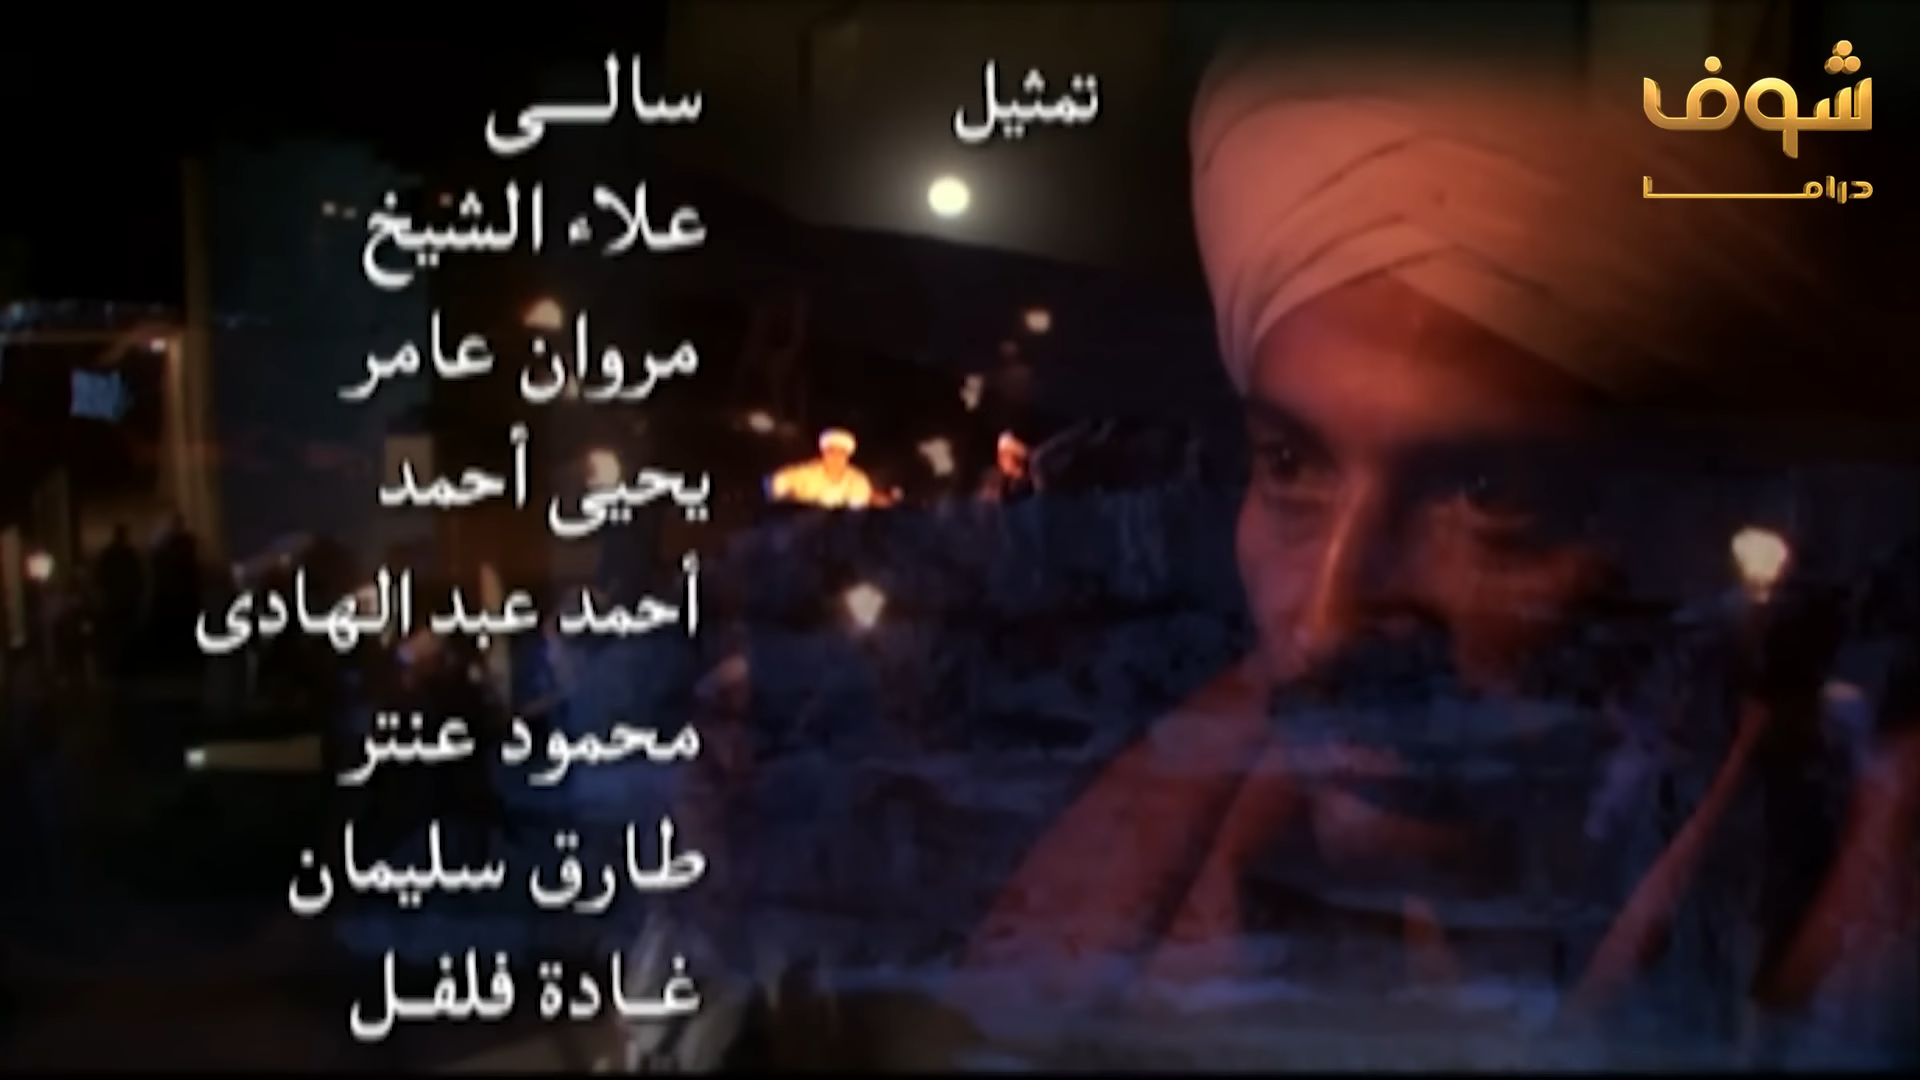 شوف
دراما
تمثيل
سالى
علاء الشيخ
مروان عامر
يحيى أحمد
أحمد عبد الهادى
محمود عنتر
طارق سليمان
غادة فلفل